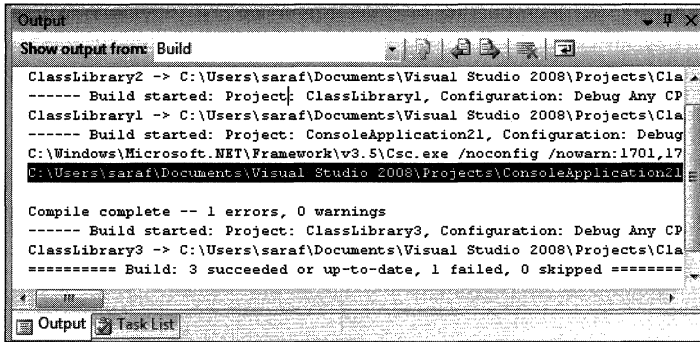 Output
Show output from: Build
ClassLibrary2 -> C:\Users\saraf\Documents\Visual Studio 2008\Projects\Cla
------ Build started: Project: ClassLibrary1, Configuration: Debug Any CP
ClassLibrary1 -> C:\Users\saraf\Documents\Visual Studio 2008\Projects\Cla
------ Build started: Project: ConsoleApplication21, Configuration: Debug
C:\Windows\Microsoft.NET\Framework\v3.5\Csc.exe /noconfig /nowarn:1701,17
C:\Users\saraf\Documents\Visual Studio 2008\Projects\ConsoleApplication21
Compile complete -- 1 errors, 0 warnings
------ Build started: Project: ClassLibrary3, Configuration: Debug Any CP
ClassLibrary3 -> C:\Users\saraf\Documents\Visual Studio 2008\Projects\Cla
========== Build: 3 succeeded or up-to-date, 1 failed, 0 skipped ========
Output Task List